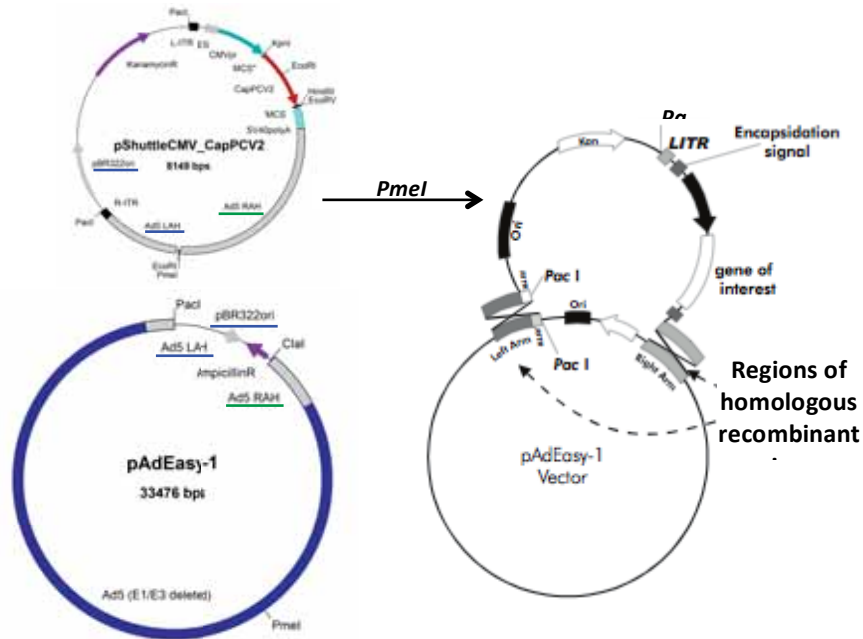 PacI
L-ITR
ES
CMVpr
KpnI
MCS*
EcoRI
KanamycinR
CapPCV2
HindIII
EcoRV
'MCS
SV40polyA
pShuttleCMV_CapPCV2
8149 bps
pBR322ori
Ad5 RAH
R-ITR
PacI
Ad5 LAH
EcoRI
PmeI
PmeI
LITR
Encapsidation
signal
Kan
Ori
gene of
interest
RITR
Pac I
Ori
Left Arm
RITR
Pac I
Right Arm
Regions of
homologous
recombinant
pAdEasy-1
Vector
PacI
pBR322ori
Ad5 LAH
ClaI
AmpicillinR
Ad5 RAH
pAdEasy-1
33476 bps
Ad5 (E1/E3 deleted)
PmeI